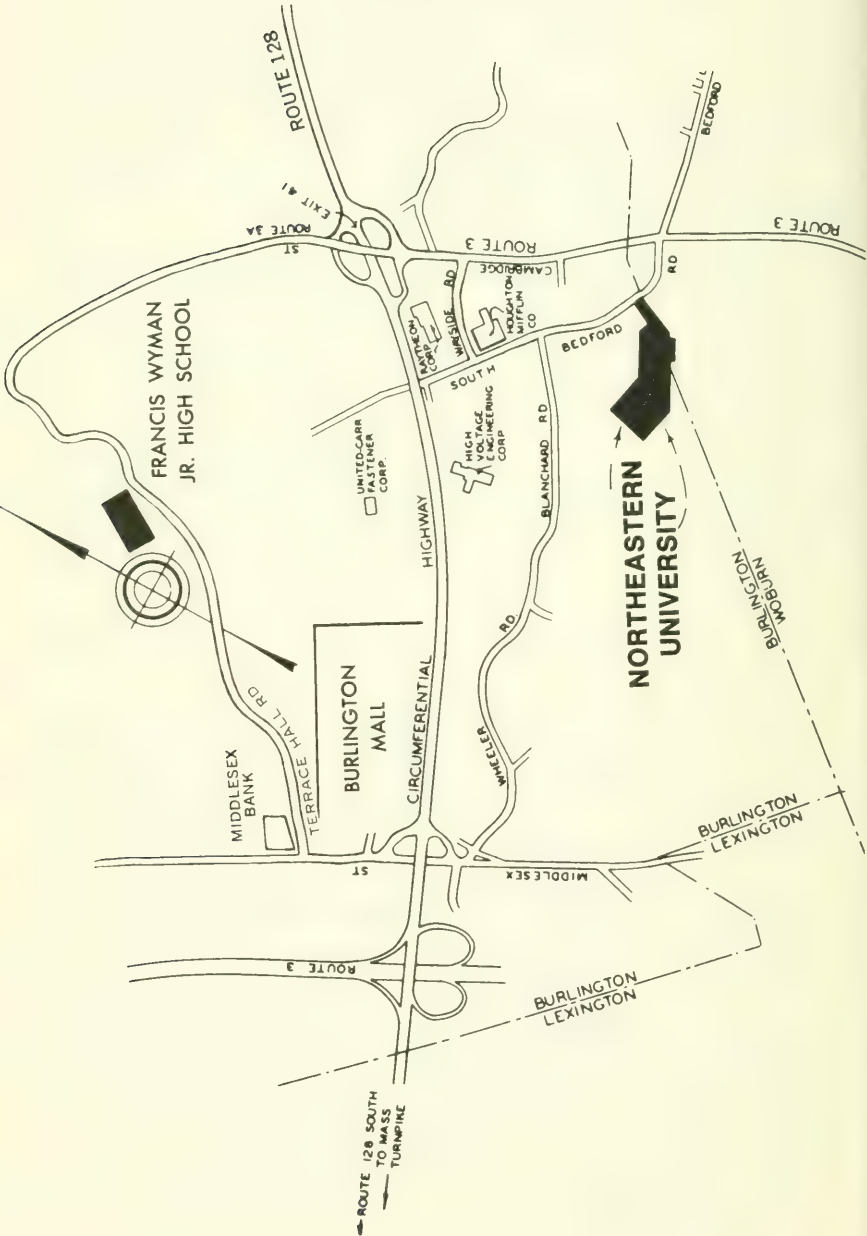 ROUTE 128
EXIT 41
ROUTE 3A
ST
FRANCIS WYMAN
JR. HIGH SCHOOL
RAYTHEON
CORP.
WAYSIDE RD
HOUGHTON
MIFFLIN
CO
CAMBRIDGE
ROUTE 3
BEDFORD
RD
ROUTE 3
SOUTH
BEDFORD
UNITED-CARR
FASTENER
CORP.
HIGH
VOLTAGE
ENGINEERING
CORP
BLANCHARD RD
HIGHWAY
NORTHEASTERN
UNIVERSITY
BURLINGTON
WOBURN
MIDDLESEX
BANK
TERRACE HALL RD
BURLINGTON
MALL
CIRCUMFERENTIAL
WHEELER RD.
ST
MIDDLESEX
BURLINGTON
LEXINGTON
ROUTE 3
BURLINGTON
LEXINGTON
ROUTE 128 SOUTH
TO MASS
TURNPIKE